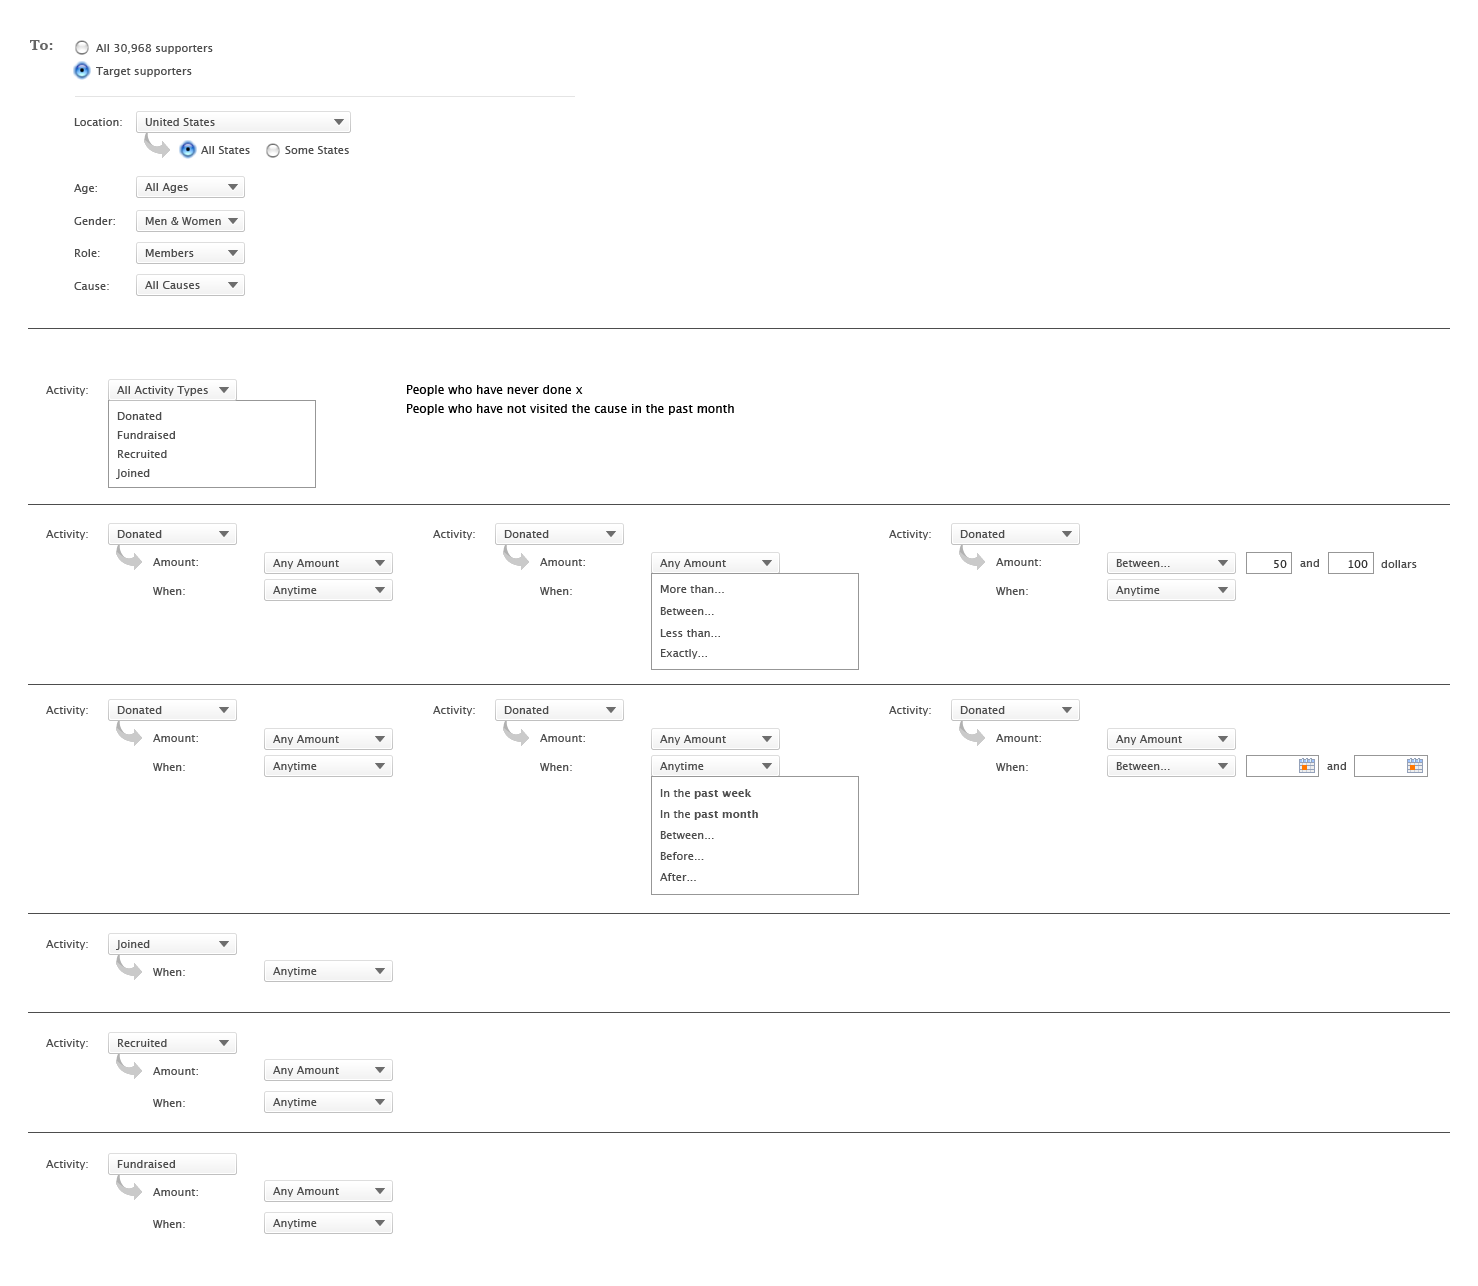 To: All 30,968 supporters
Target supporters
Location: United States
All States Some States
Age: All Ages
Gender: Men & Women
Role: Members
Cause: All Causes
Activity: All Activity Types People who have never done x
People who have not visited the cause in the past month
Donated
Fundraised
Recruited
Joined
Activity: Donated Activity: Donated Activity: Donated
Amount: Any Amount Amount: Any Amount Amount: Between... 50 and 100 dollars
When: Anytime When: More than... When: Anytime
Between...
Less than...
Exactly...
Activity: Donated Activity: Donated Activity: Donated
Amount: Any Amount Amount: Any Amount Amount: Any Amount
When: Anytime When: Anytime When: Between... and
In the past week
In the past month
Between...
Before...
After...
Activity: Joined
When: Anytime
Activity: Recruited
Amount: Any Amount
When: Anytime
Activity: Fundraised
Amount: Any Amount
When: Anytime